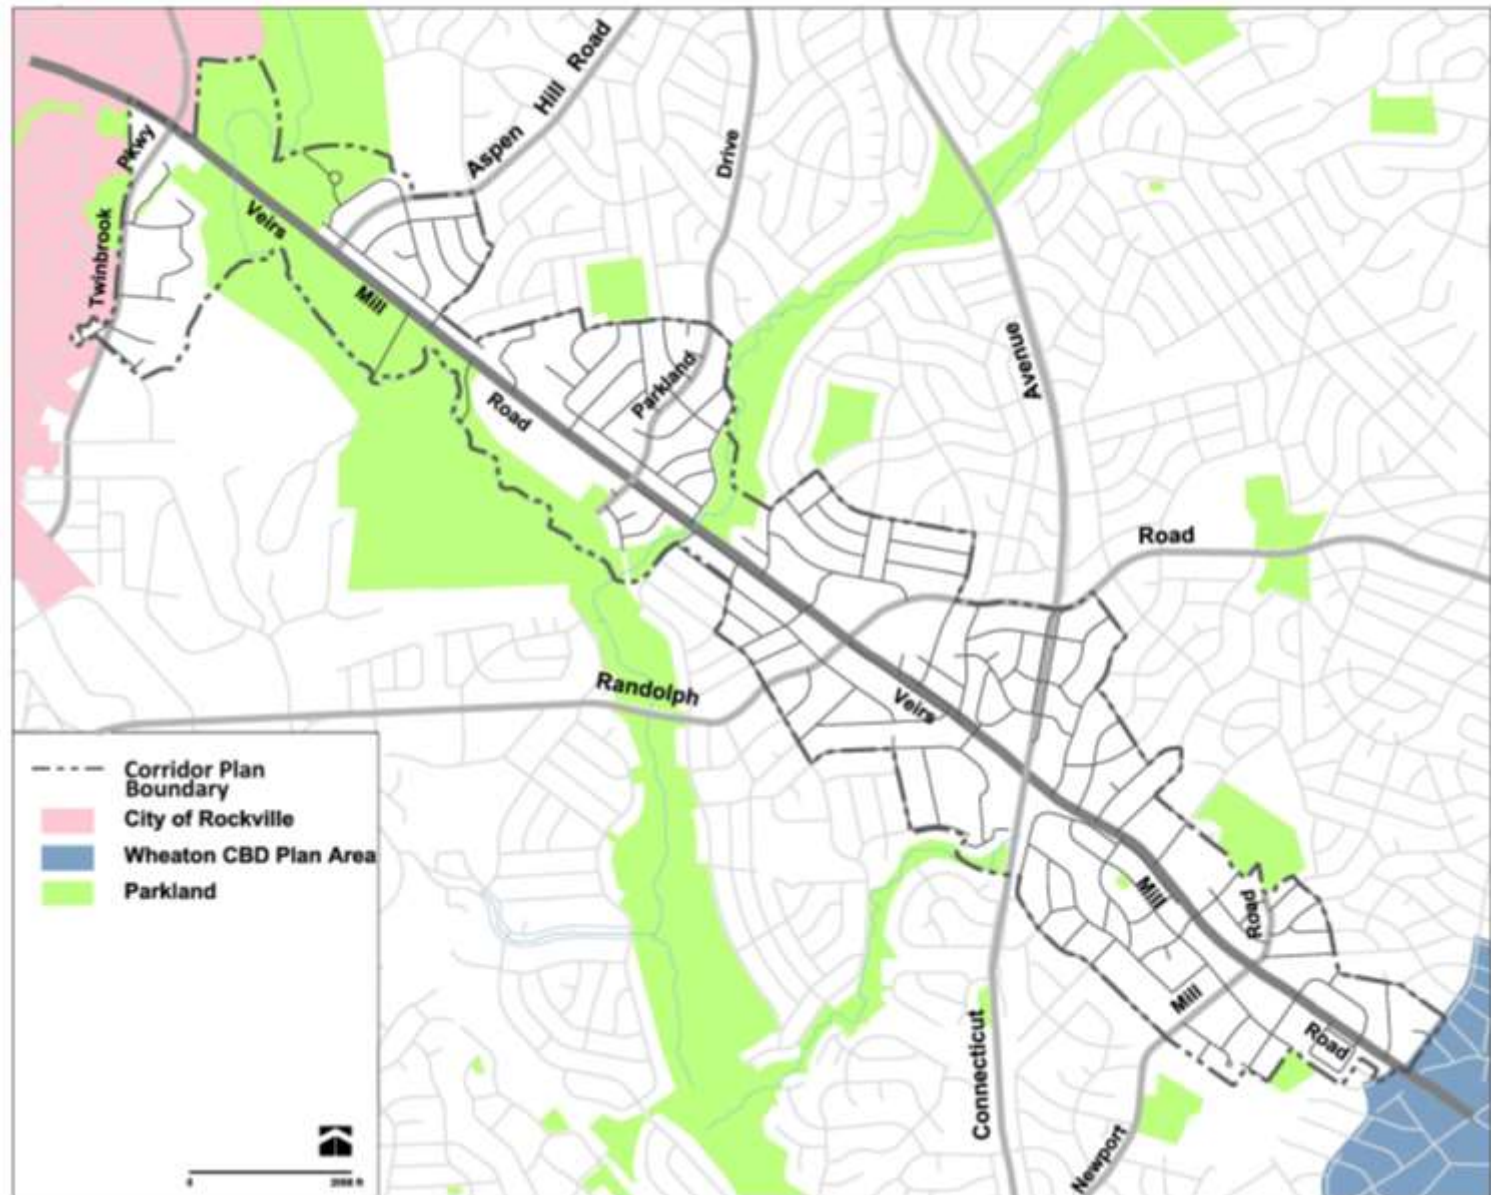 Aspen Hill Road
Drive
Pkwy
Twinbrook
Veirs
Mill
Road
Parkland
Avenue
Road
Randolph
Veirs
Mill
Road
Mill
Road
Connecticut
Newport
Corridor Plan
Boundary
City of Rockville
Wheaton CBD Plan Area
Parkland
0